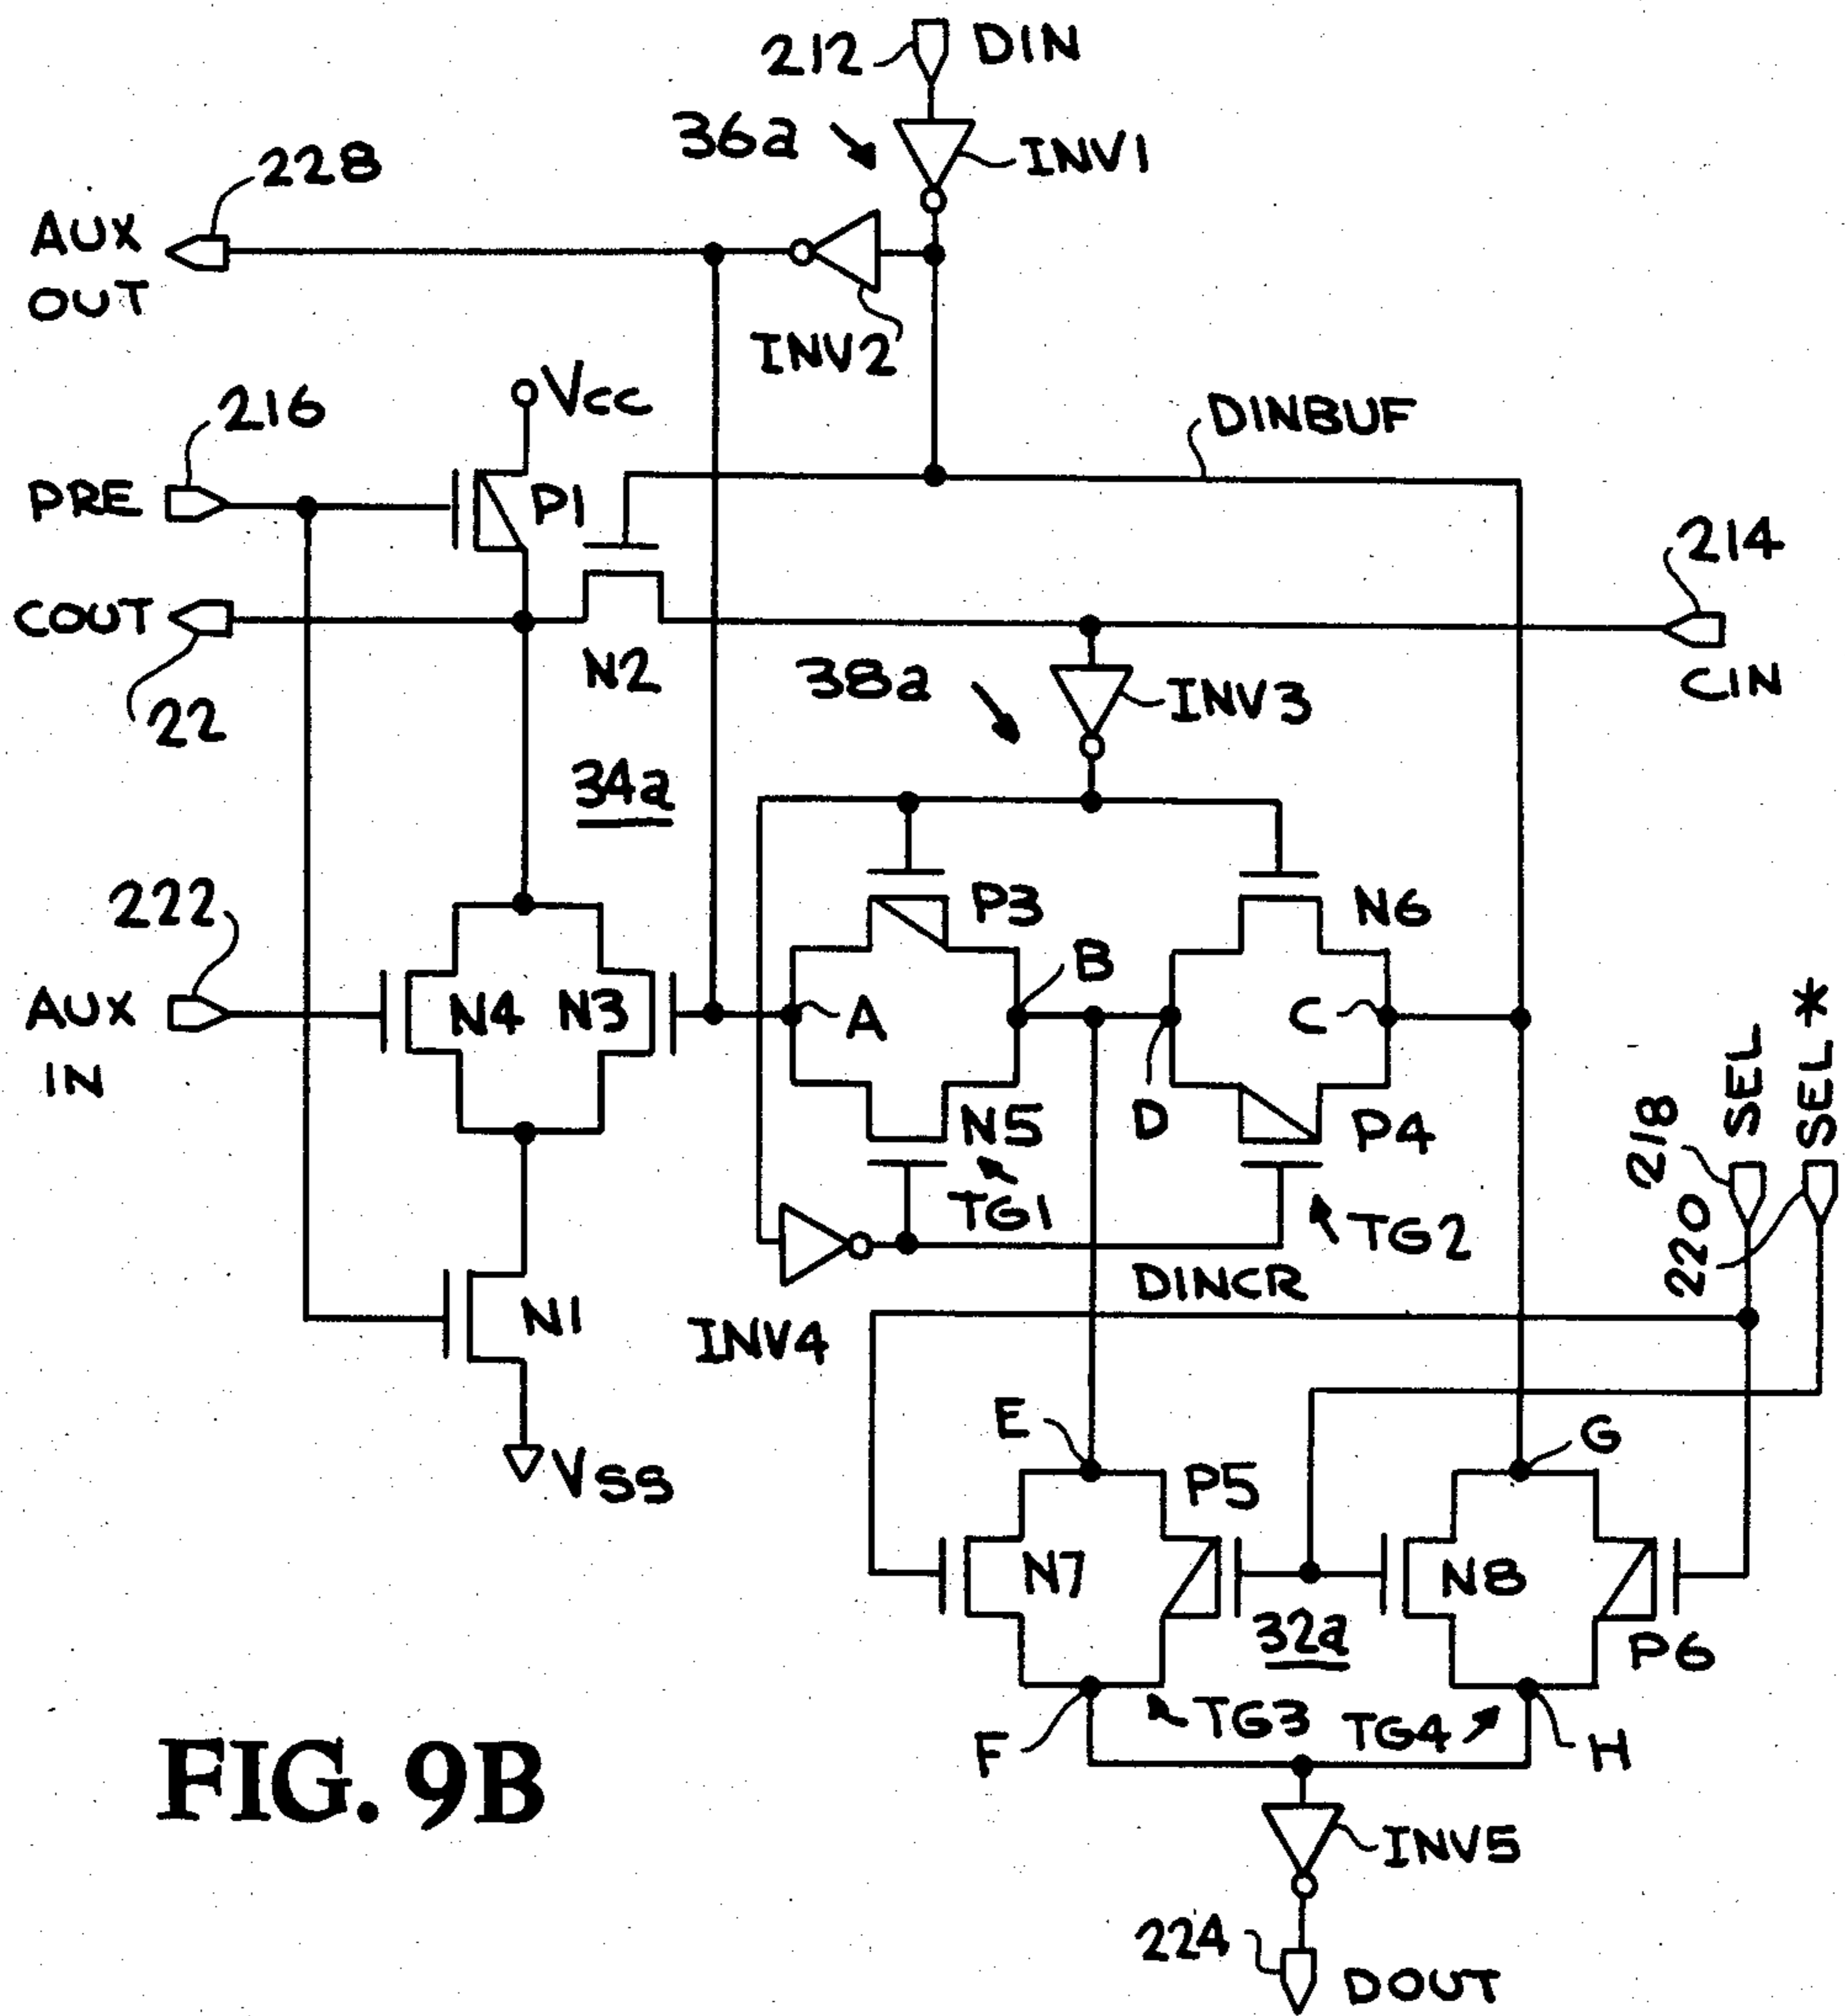 212 DIN
36a INV1
228
AUX
OUT
INV2
VCC
216
DINBUF
PRE
P1
214
COUT
N2
38a
INV3
CIN
22
34a
222
P3
N6
B
AUX
IN
N4
N3
A
C
SEL
SEL*
D
N5
P4
218
TG1
TG2
220
DINCR
N1
INV4
E
G
VSS
P5
N7
N8
32a
P6
F
TG3
TG4
H
FIG. 9B
INV5
224
DOUT